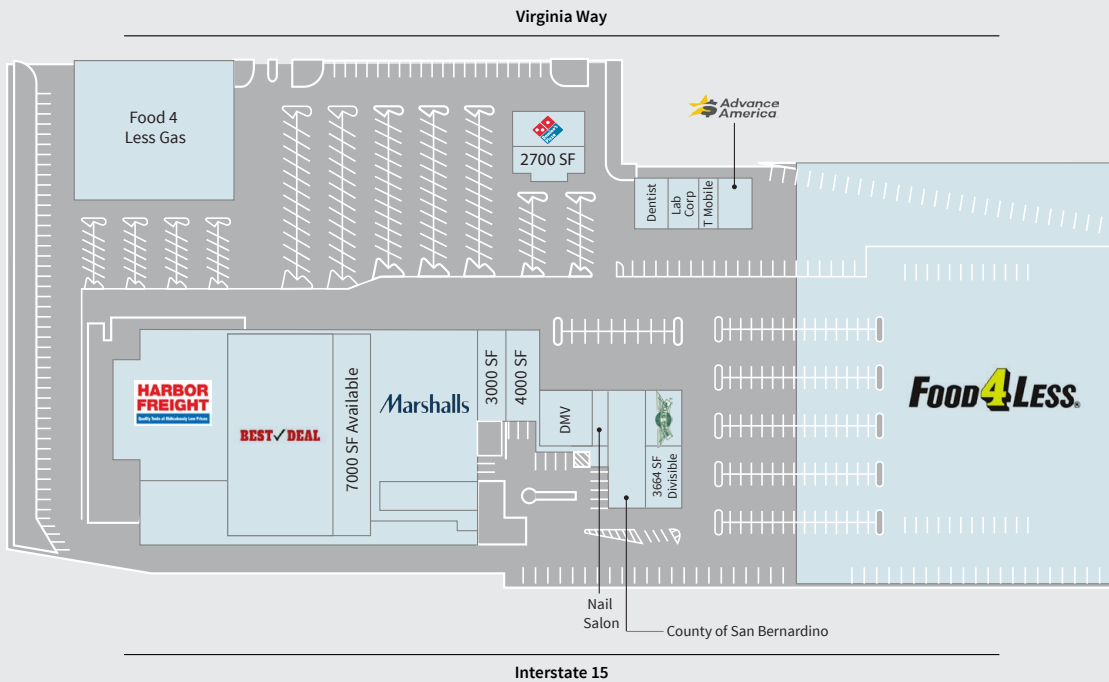 Virginia Way
Food 4
Less Gas
2700 SF
Advance
America
Dentist
Lab
Corp
T Mobile
HARBOR
FREIGHT
Quality Tools at Ridiculously Low Prices
BEST DEAL
7000 SF Available
Marshalls
3000 SF
4000 SF
DMV
3664 SF
Divisible
FOOD4LESS®
Nail
Salon
County of San Bernardino
Interstate 15